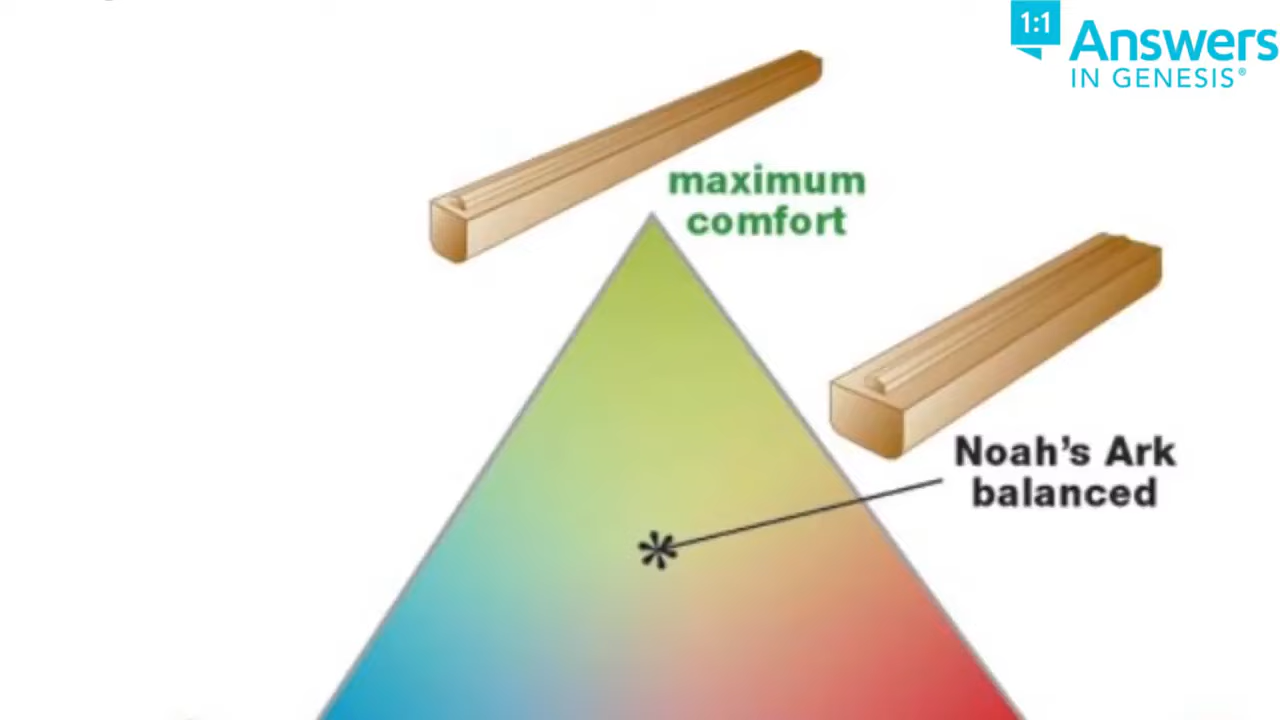 1:1
Answers
IN GENESIS®
maximum
comfort
Noah's Ark
balanced